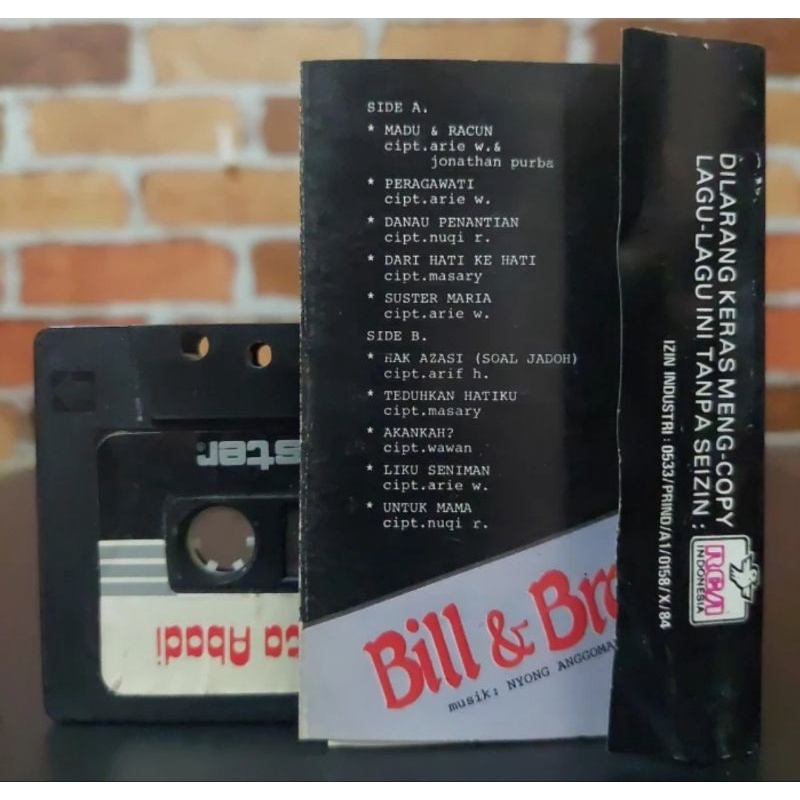 SIDE A.
* MADU & RACUN
cipt.arie w.&
jonathan purba
* PERAGAWATI
cipt.arie w.
* DANAU PENANTIAN
cipt.nuqi r.
* DARI HATI KE HATI
cipt.masary
* SUSTER MARIA
cipt.arie w.
SIDE B.
* HAK AZASI (SOAL JADOH)
cipt.arif h.
* TEDUHKAN HATIKU
cipt.masary
* AKANKAH?
cipt.wawan
* LIKU SENIMAN
cipt.arie w.
* UNTUK MAMA
cipt.nuqi r.
Bill &
musik: NYONG
DILARANG KERAS MENG-COPY
LAGU-LAGU INI TANPA SEIZIN :
IZIN INDUSTRI : 0533/PRIND/A1/0158/X/84
RCA
INDONESIA
Abadi